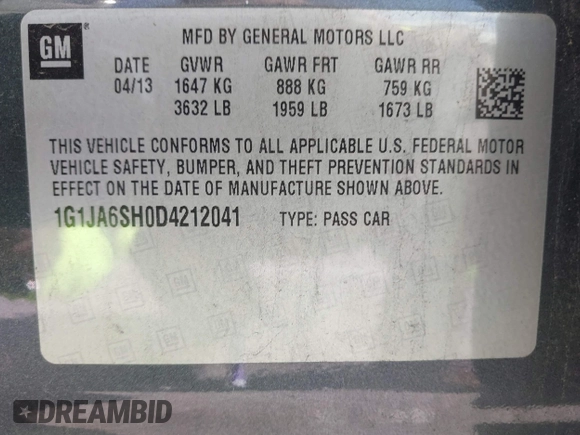 GM
MFD BY GENERAL MOTORS LLC
DATE GVWR GAWR FRT GAWR RR
04/13 1647 KG 888 KG 759 KG
3632 LB 1959 LB 1673 LB
THIS VEHICLE CONFORMS TO ALL APPLICABLE U.S. FEDERAL MOTOR
VEHICLE SAFETY, BUMPER, AND THEFT PREVENTION STANDARDS IN
EFFECT ON THE DATE OF MANUFACTURE SHOWN ABOVE.
1G1JA6SH0D4212041 TYPE: PASS CAR
DREAMBID